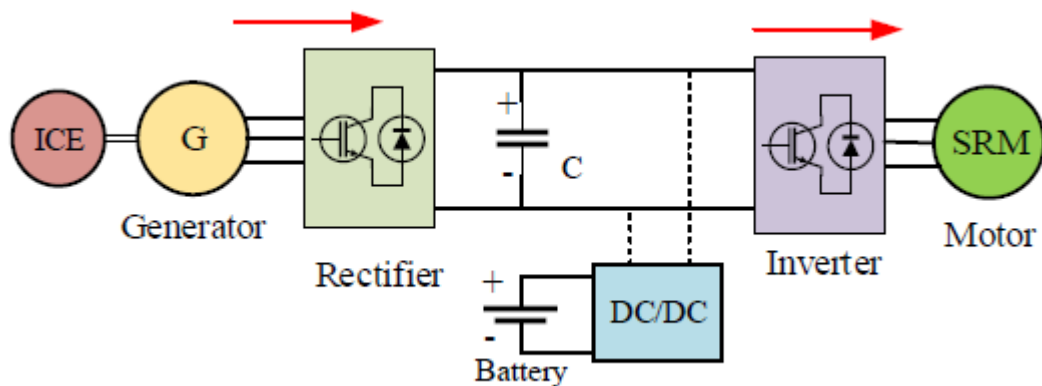 ICE
G
Generator
Rectifier
+
-
C
+
-
Battery
DC/DC
Inverter
SRM
Motor